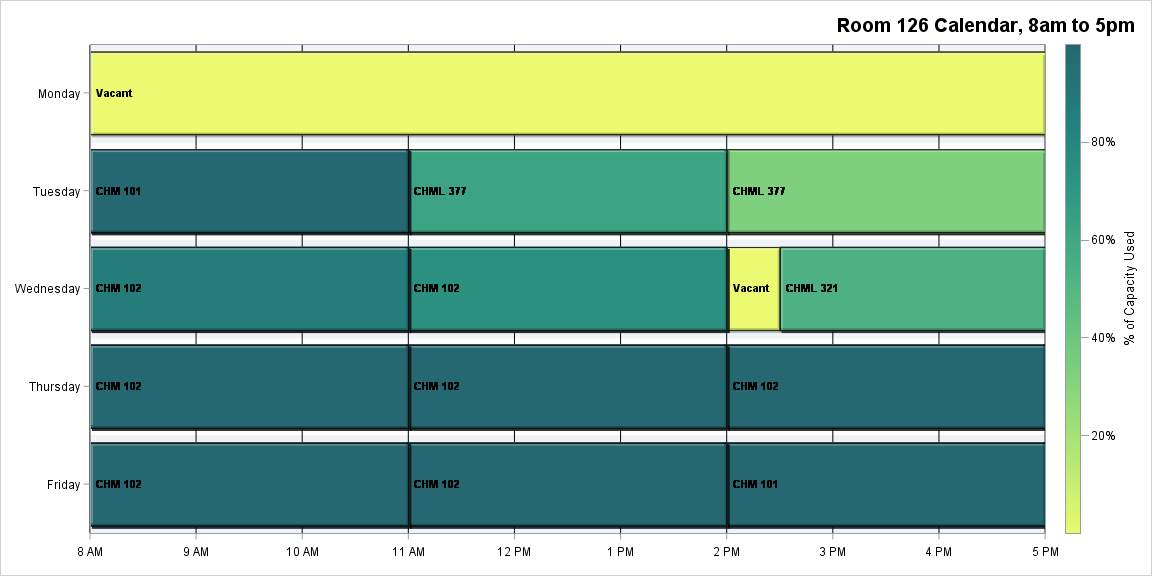 Room 126 Calendar, 8am to 5pm
Monday
Vacant
Tuesday
CHM 101
CHML 377
CHML 377
Wednesday
CHM 102
CHM 102
Vacant
CHML 321
Thursday
CHM 102
CHM 102
CHM 102
Friday
CHM 102
CHM 102
CHM 101
8 AM
9 AM
10 AM
11 AM
12 PM
1 PM
2 PM
3 PM
4 PM
5 PM
80%
60%
40%
20%
% of Capacity Used